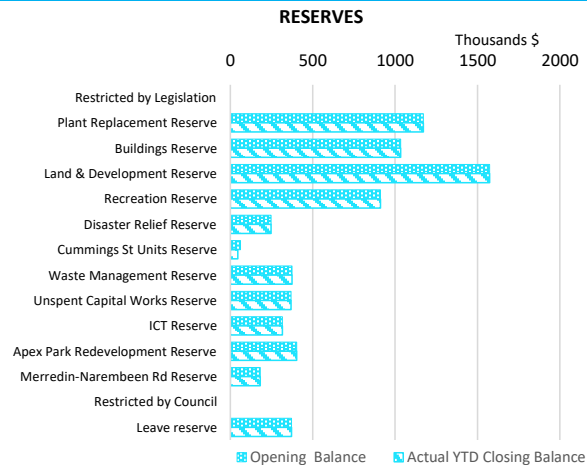 RESERVES
Thousands $
0 500 1000 1500 2000
Restricted by Legislation
Plant Replacement Reserve
Buildings Reserve
Land & Development Reserve
Recreation Reserve
Disaster Relief Reserve
Cummings St Units Reserve
Waste Management Reserve
Unspent Capital Works Reserve
ICT Reserve
Apex Park Redevelopment Reserve
Merredin-Narembeen Rd Reserve
Restricted by Council
Leave reserve
Opening Balance Actual YTD Closing Balance